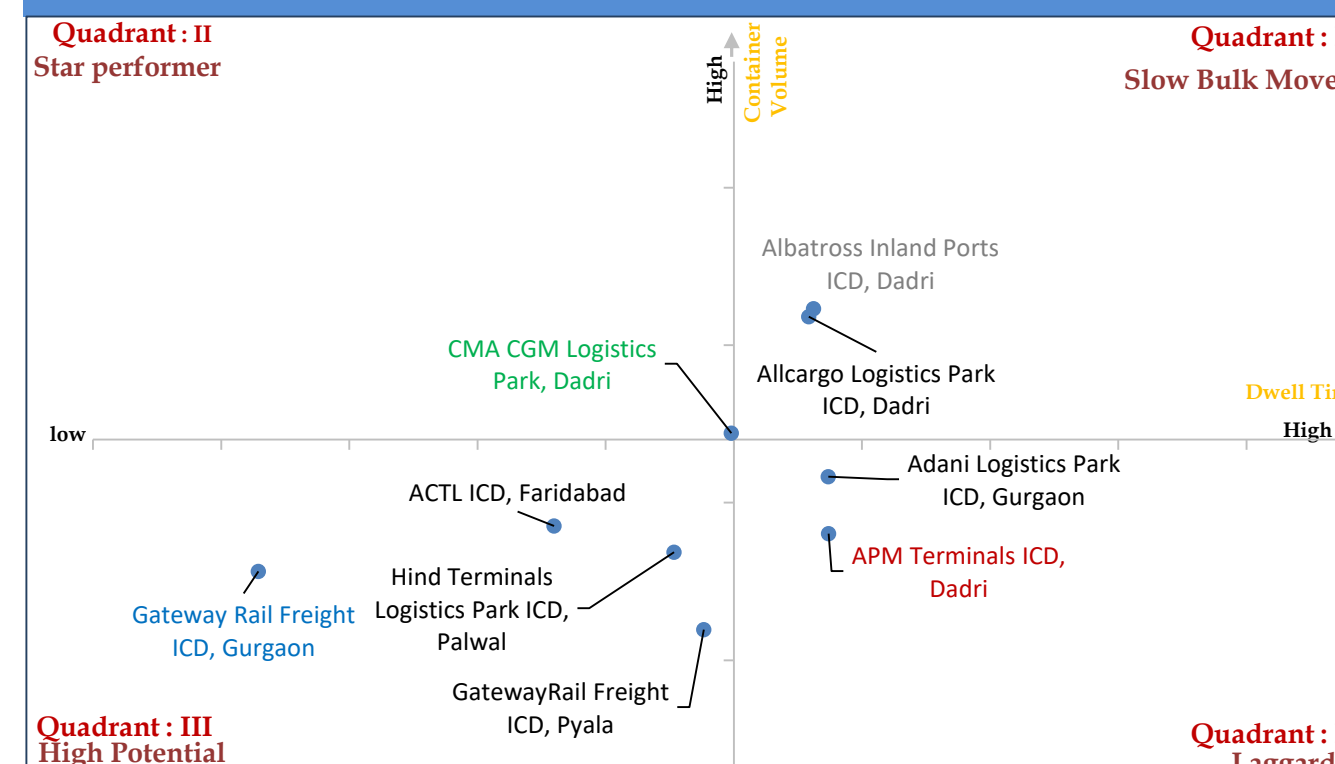 Quadrant : II
Star performer
Quadrant :
Slow Bulk Move
High
Container
Volume
Albatross Inland Ports
ICD, Dadri
CMA CGM Logistics
Park, Dadri
Allcargo Logistics Park
ICD, Dadri
Dwell Tir
High
low
Adani Logistics Park
ICD, Gurgaon
ACTL ICD, Faridabad
APM Terminals ICD,
Dadri
Hind Terminals
Logistics Park ICD,
Palwal
Gateway Rail Freight
ICD, Gurgaon
GatewayRail Freight
ICD, Pyala
Quadrant : III
High Potential
Quadrant :
Laggard